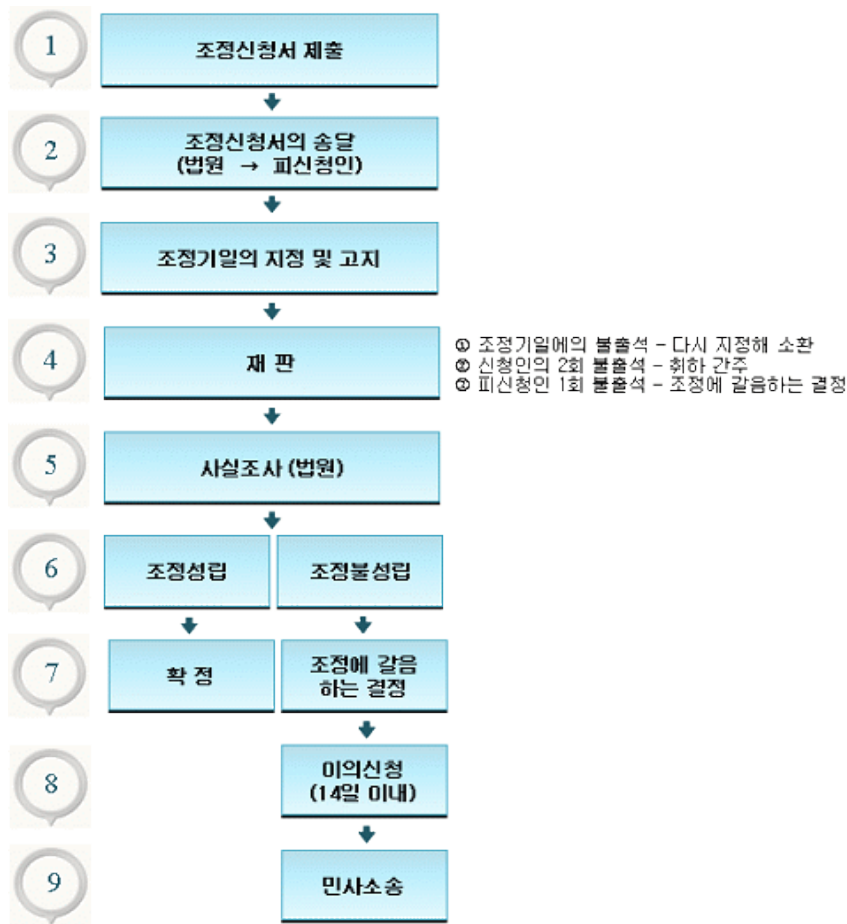 1
조정신청서 제출
2
조정신청서의 송달
(법원 → 피신청인)
3
조정기일의 지정 및 고지
4
재 판
① 조정기일에의 불출석 - 다시 지정해 소환
② 신청인의 2회 불출석 - 취하 간주
② 피신청인 1회 불출석 - 조정에 갈음하는 결정
5
사실조사 (법원)
6
조정성립
조정불성립
7
확 정
조정에 갈음
하는 결정
8
이의신청
(14일 이내)
9
민사소송